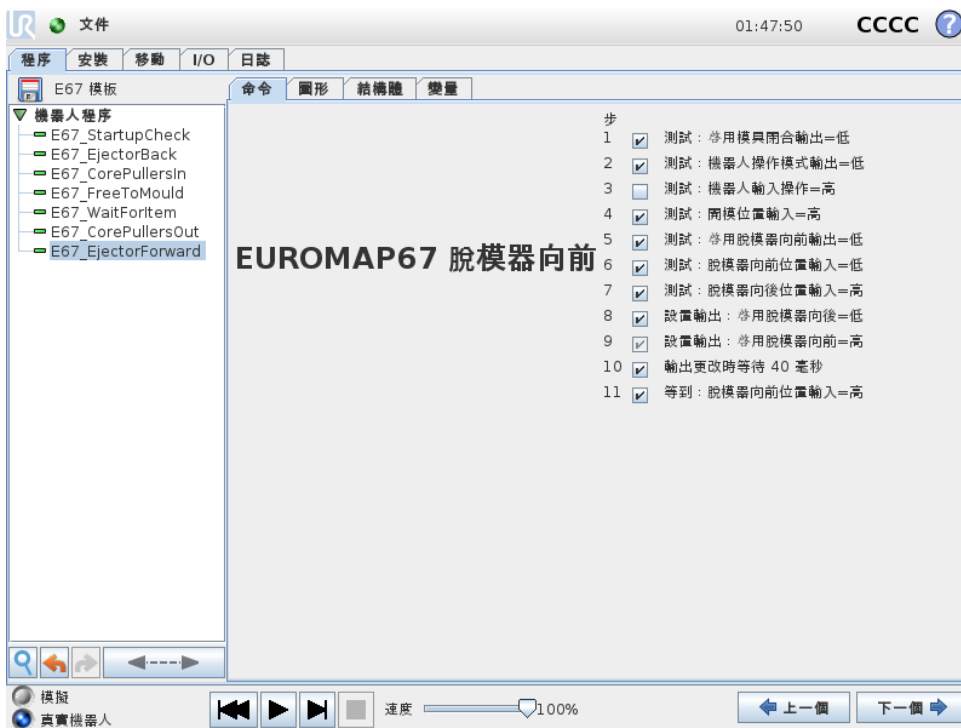 UR 文件 01:47:50 CCCC ?
程序 安裝 移動 I/O 日誌
E67 模板
命令 圖形 結構體 變量
機器人程序
E67_StartupCheck
E67_EjectorBack
E67_CorePullersIn
E67_FreeToMould
E67_WaitForItem
E67_CorePullersOut
E67_EjectorForward
EUROMAP67 脫模器向前
步
1 測試：啓用模具閉合輸出=低
2 測試：機器人操作模式輸出=低
3 測試：機器人輸入操作=高
4 測試：開模位置輸入=高
5 測試：啓用脫模器向前輸出=低
6 測試：脫模器向前位置輸入=低
7 測試：脫模器向後位置輸入=高
8 設置輸出：啓用脫模器向後=低
9 設置輸出：啓用脫模器向前=高
10 輸出更改時等待 40 毫秒
11 等到：脫模器向前位置輸入=高
模擬
真實機器人
速度 100%
上一個 下一個